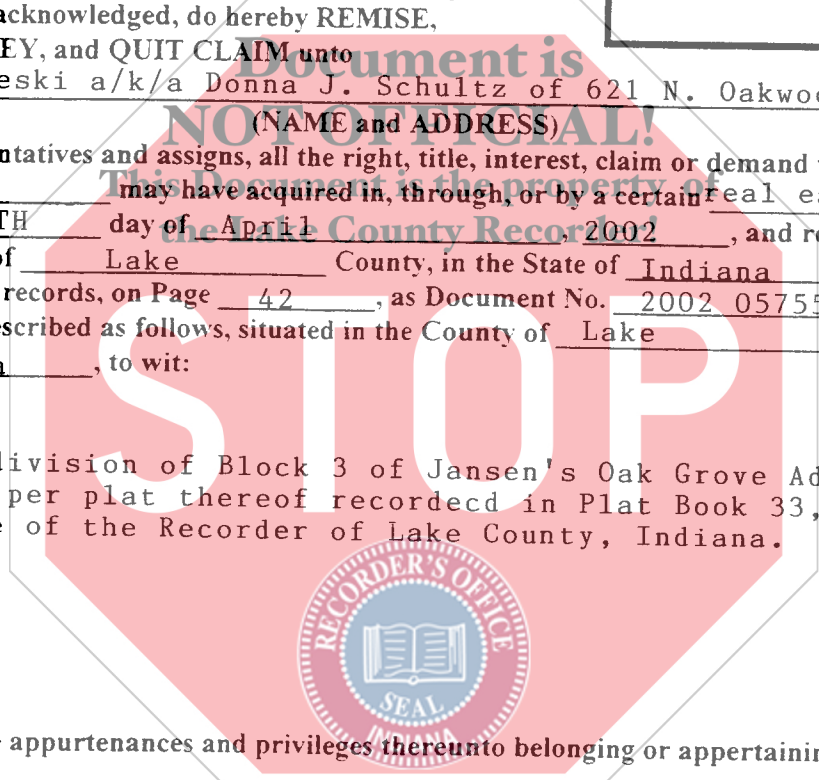 acknowledged, do hereby REMISE,
EY, and QUIT CLAIM unto
Document is
eski a/k/a Donna J. Schultz of 621 N. Oakwoo
NOT OFFICIAL!
(NAME and ADDRESS)
ntatives and assigns, all the right, title, interest, claim or demand
This Document is the property of
may have acquired in, through, or by a certain real e
TH day of April, 2002, and r
the Lake County Recorder!
of Lake County, in the State of Indiana
records, on Page 42, as Document No. 2002 05755
scribed as follows, situated in the County of Lake
a, to wit:
STOP
division of Block 3 of Jansen's Oak Grove Ad
per plat thereof recordecd in Plat Book 33,
e of the Recorder of Lake County, Indiana.
RECORDER'S OFFICE
SEAL
INDIANA
appurtenances and privileges thereunto belonging or appertainin